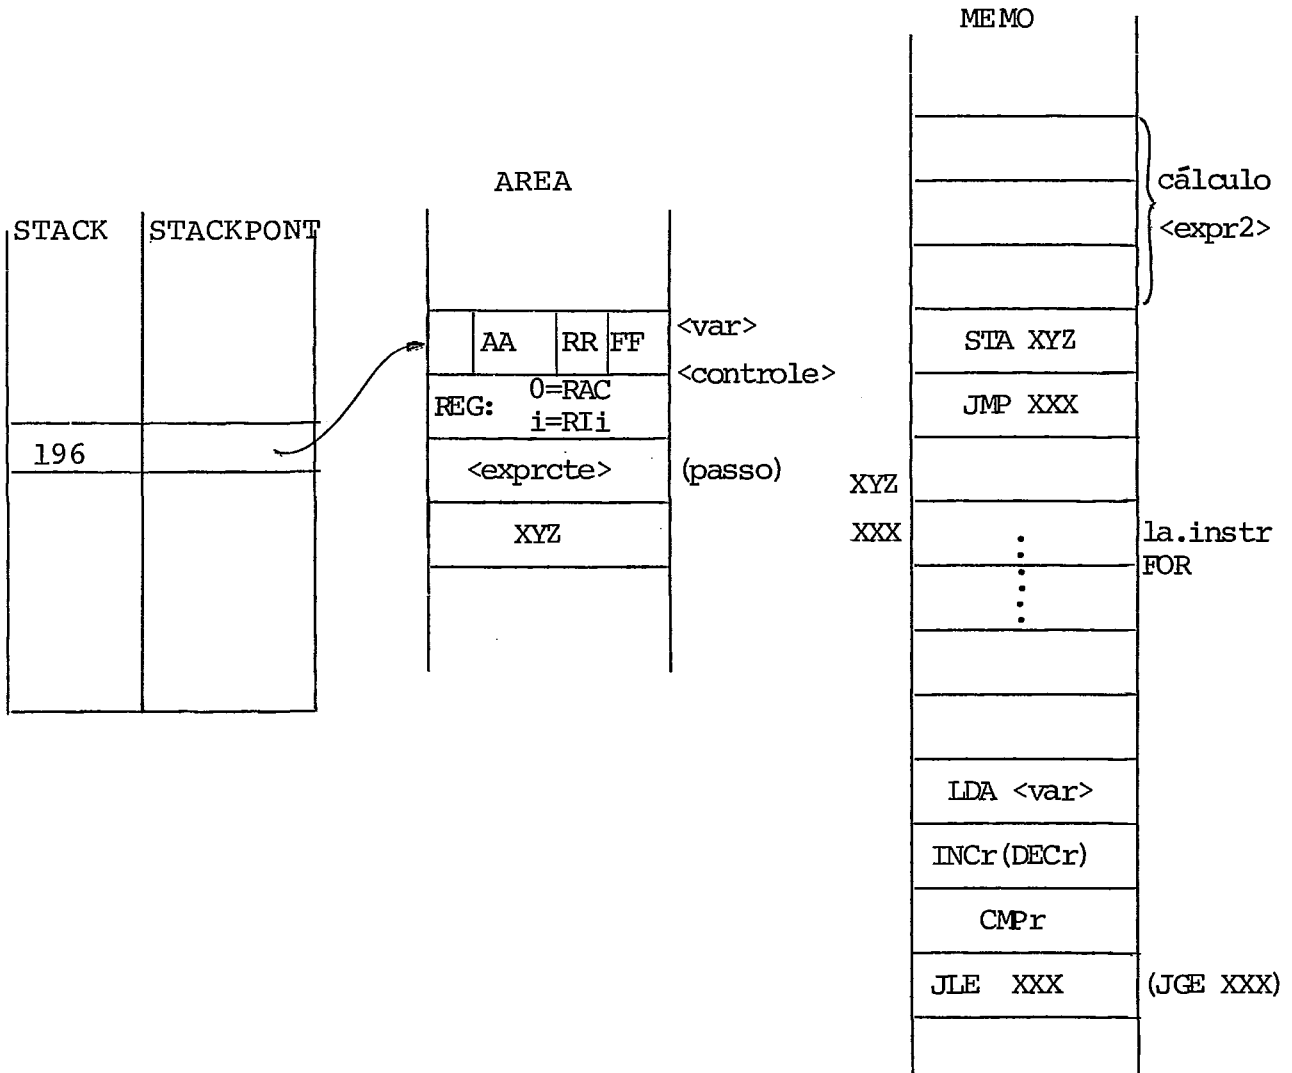 MEMO
cálculo
<expr2>
AREA
STACK STACKPONT
AA RR FF <var>
<controle>
STA XYZ
REG: 0=RAC
i=RIi
JMP XXX
196
<exprcte> (passo)
XYZ
XYZ
XXX
la.instr
FOR
LDA <var>
INCr(DECr)
CMPr
JLE XXX (JGE XXX)